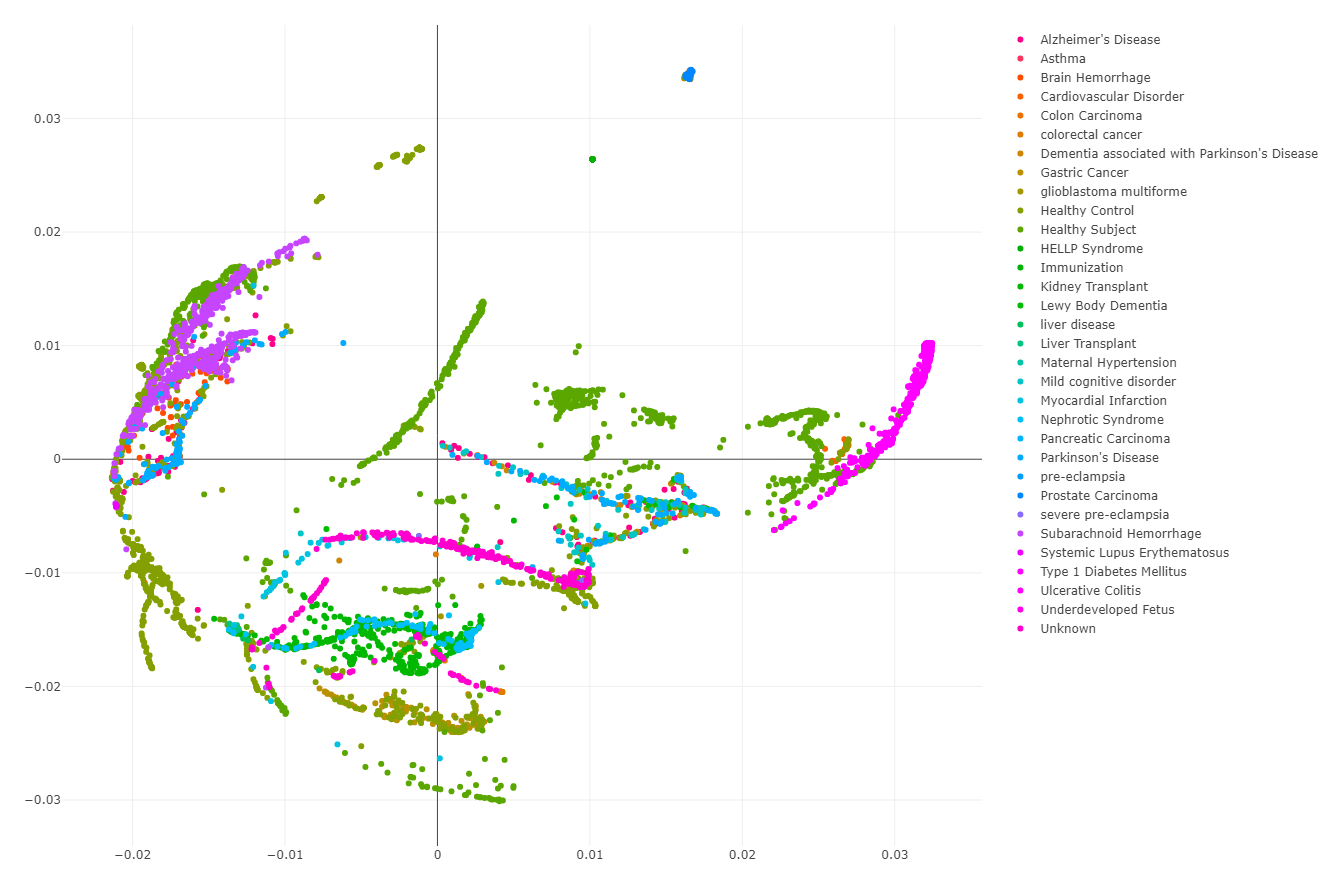 0.03
0.02
0.01
0
−0.01
−0.02
−0.03
−0.02
−0.01
0
0.01
0.02
0.03
Alzheimer's Disease
Asthma
Brain Hemorrhage
Cardiovascular Disorder
Colon Carcinoma
colorectal cancer
Dementia associated with Parkinson's Disease
Gastric Cancer
glioblastoma multiforme
Healthy Control
Healthy Subject
HELLP Syndrome
Immunization
Kidney Transplant
Lewy Body Dementia
liver disease
Liver Transplant
Maternal Hypertension
Mild cognitive disorder
Myocardial Infarction
Nephrotic Syndrome
Pancreatic Carcinoma
Parkinson's Disease
pre-eclampsia
Prostate Carcinoma
severe pre-eclampsia
Subarachnoid Hemorrhage
Systemic Lupus Erythematosus
Type 1 Diabetes Mellitus
Ulcerative Colitis
Underdeveloped Fetus
Unknown